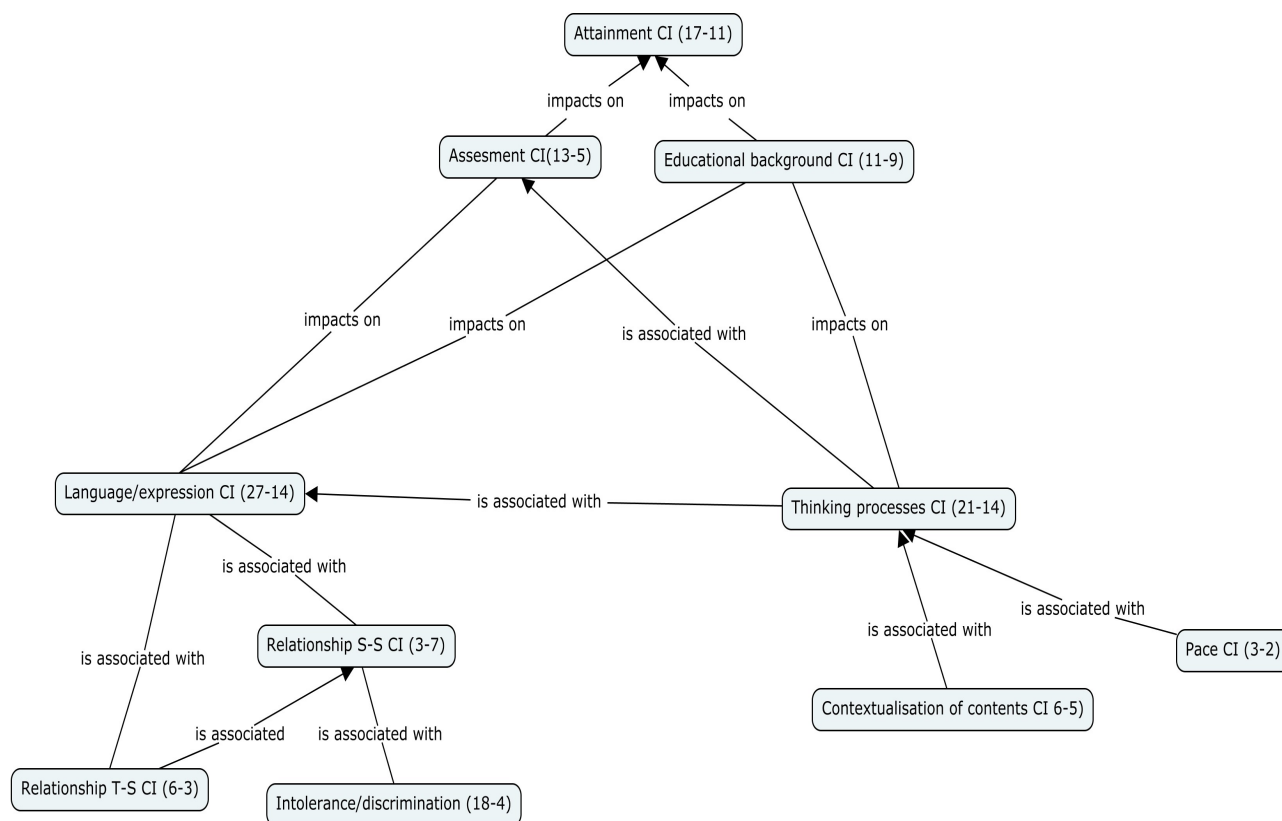 Attainment CI (17-11)
impacts on
impacts on
Assesment CI(13-5)
Educational background CI (11-9)
impacts on
impacts on
is associated with
impacts on
Language/expression CI (27-14)
is associated with
Thinking processes CI (21-14)
is associated with
is associated with
is associated with
Relationship S-S CI (3-7)
is associated with
Pace CI (3-2)
is associated with
Contextualisation of contents CI 6-5)
is associated
is associated with
Relationship T-S CI (6-3)
Intolerance/discrimination (18-4)